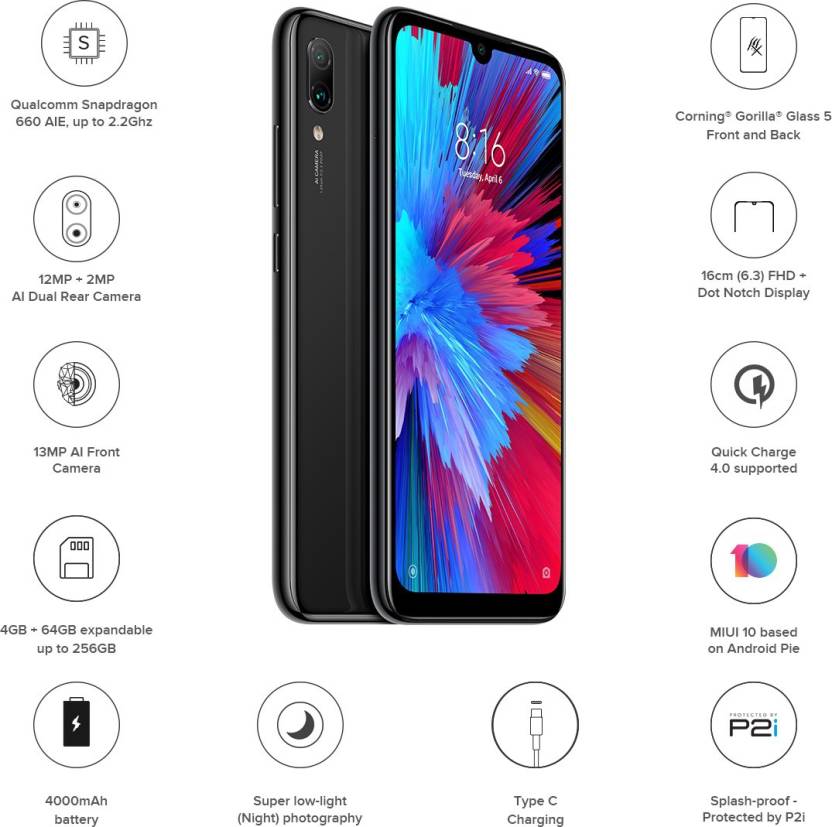 S
Qualcomm Snapdragon
660 AIE, up to 2.2Ghz
12MP + 2MP
AI Dual Rear Camera
13MP AI Front
Camera
4GB + 64GB expandable
up to 256GB
4000mAh
battery
AI CAMERA
8:16
Tuesday, April 6
Super low-light
(Night) photography
Type C
Charging
Corning® Gorilla® Glass 5
Front and Back
16cm (6.3) FHD +
Dot Notch Display
Quick Charge
4.0 supported
10
MIUI 10 based
on Android Pie
PROTECTED BY
P2i
Splash-proof -
Protected by P2i